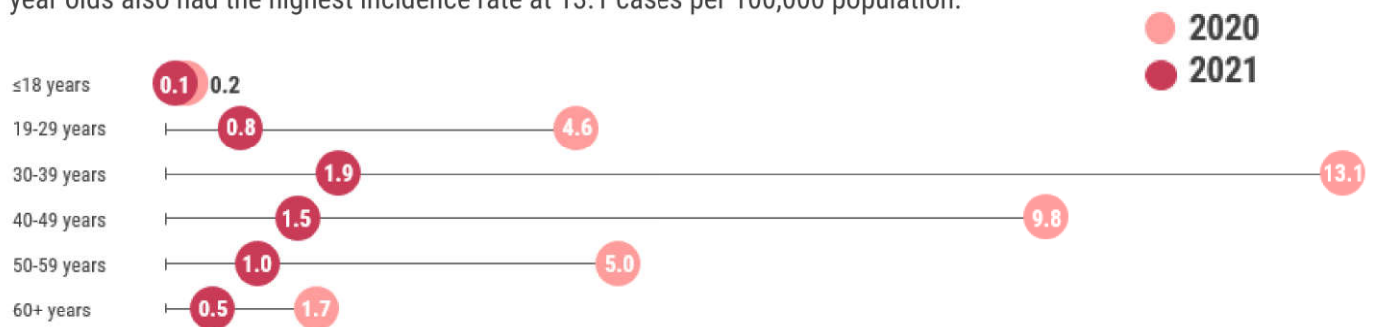 year olds also had the highest incidence rate at 13.1 cases per 100,000 population.
2020
2021
≤18 years 0.1 0.2
19-29 years 0.8 4.6
30-39 years 1.9 13.1
40-49 years 1.5 9.8
50-59 years 1.0 5.0
60+ years 0.5 1.7